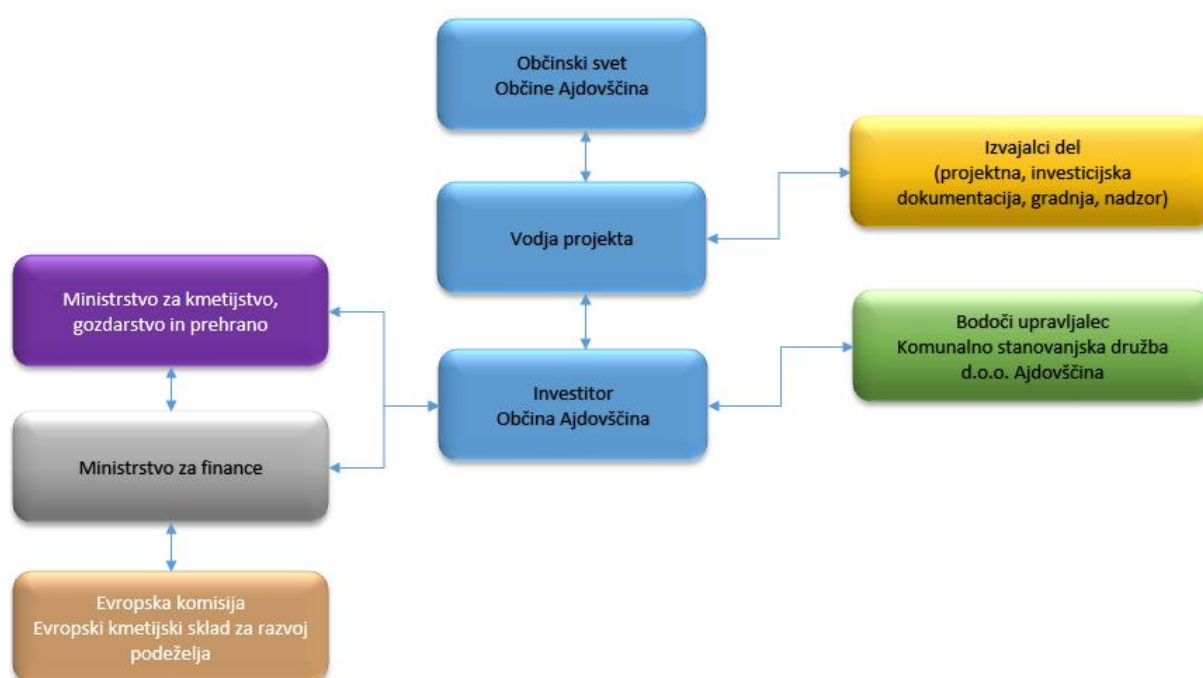 Občinski svet
Občine Ajdovščina
Izvajalci del
(projektna, investicijska
dokumentacija, gradnja, nadzor)
Vodja projekta
Ministrstvo za kmetijstvo,
gozdarstvo in prehrano
Bodoči upravljalec
Komunalno stanovanjska družba
d.o.o. Ajdovščina
Investitor
Občina Ajdovščina
Ministrstvo za finance
Evropska komisija
Evropski kmetijski sklad za razvoj
podeželja